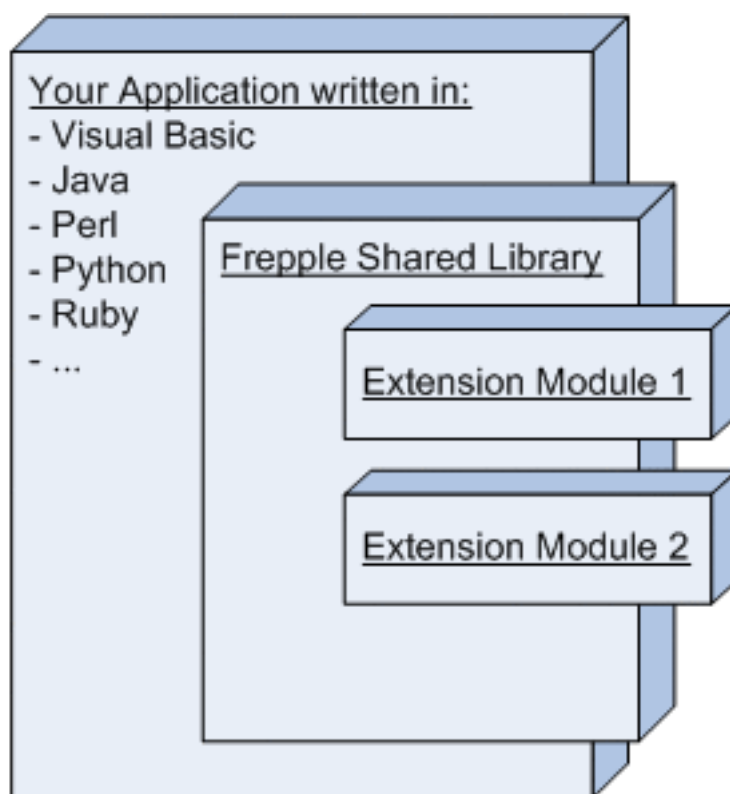 Your Application written in:
- Visual Basic
- Java
- Perl
- Python
- Ruby
- ...
Frepple Shared Library
Extension Module 1
Extension Module 2